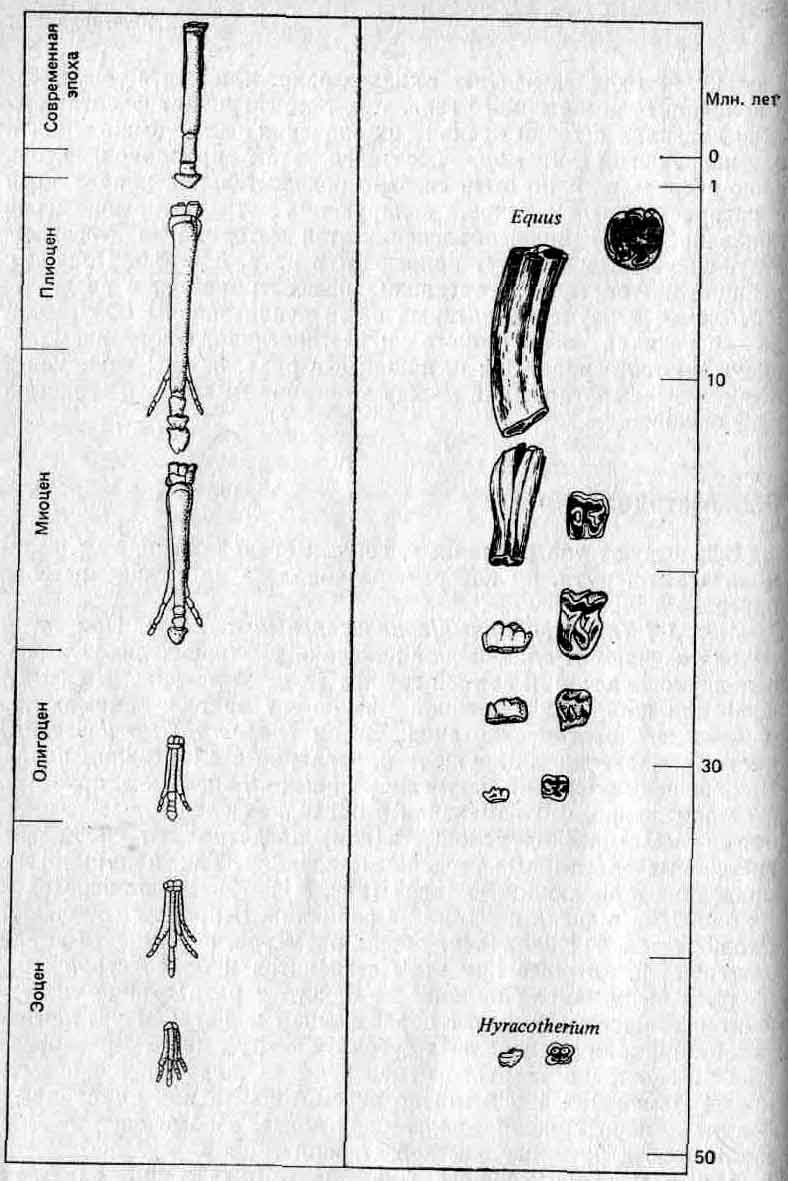 Современная
эпоха
Плиоцен
Миоцен
Олигоцен
Эоцен
Equus
Hyracotherium
Млн. лет
0
1
10
30
50